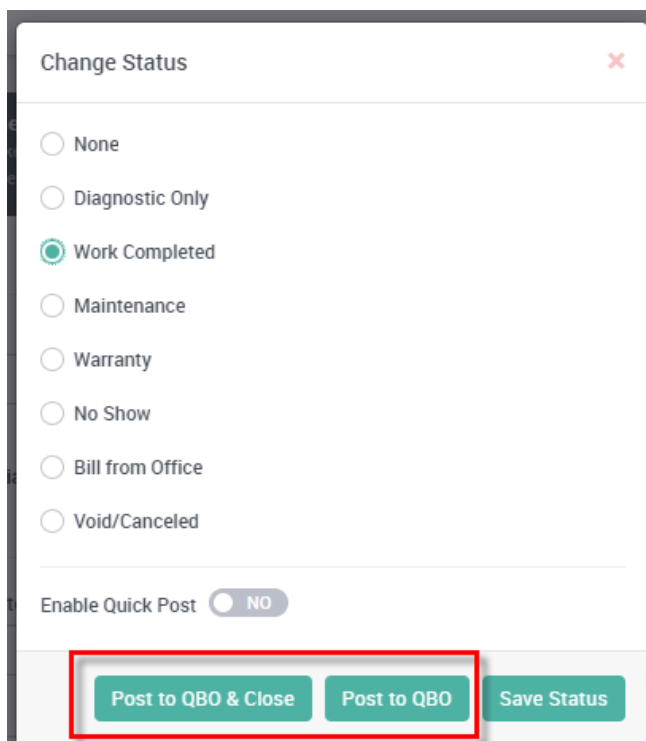 Change Status
None
Diagnostic Only
Work Completed
Maintenance
Warranty
No Show
Bill from Office
Void/Canceled
Enable Quick Post NO
Post to QBO & Close Post to QBO Save Status